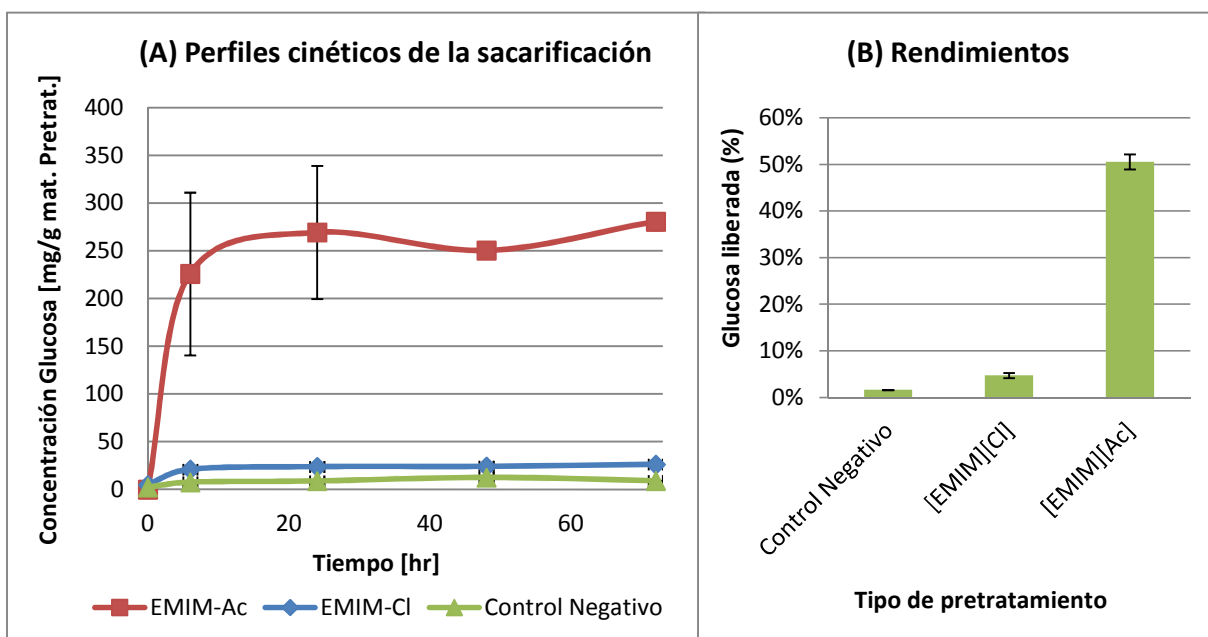 (A) Perfiles cinéticos de la sacarificación
Concentración Glucosa [mg/g mat. Pretrat.]
400
350
300
250
200
150
100
50
0
0 20 40 60
Tiempo [hr]
EMIM-Ac EMIM-Cl Control Negativo
(B) Rendimientos
Glucosa liberada (%)
60%
50%
40%
30%
20%
10%
0%
Control Negativo
[EMIM][Cl]
[EMIM][Ac]
Tipo de pretratamiento